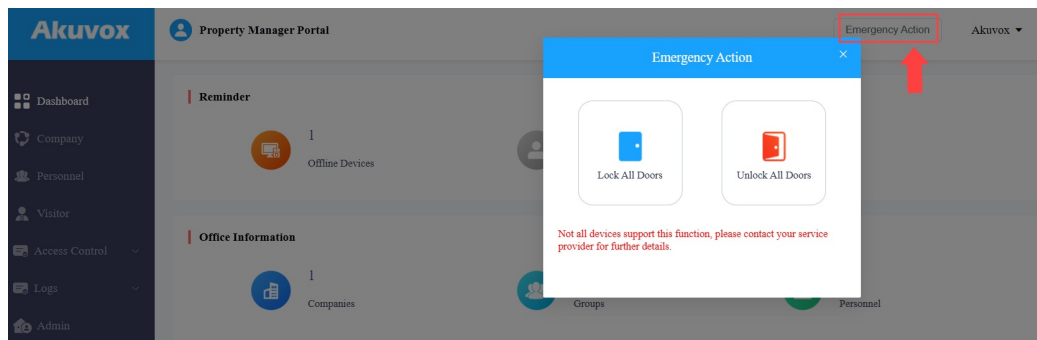 Akuvox
Property Manager Portal
Emergency Action
Akuvox
Emergency Action
Dashboard
Company
Personnel
Visitor
Access Control
Logs
Admin
Reminder
1
Offline Devices
Lock All Doors
Unlock All Doors
Not all devices support this function, please contact your service
provider for further details.
Office Information
1
Companies
Groups
Personnel